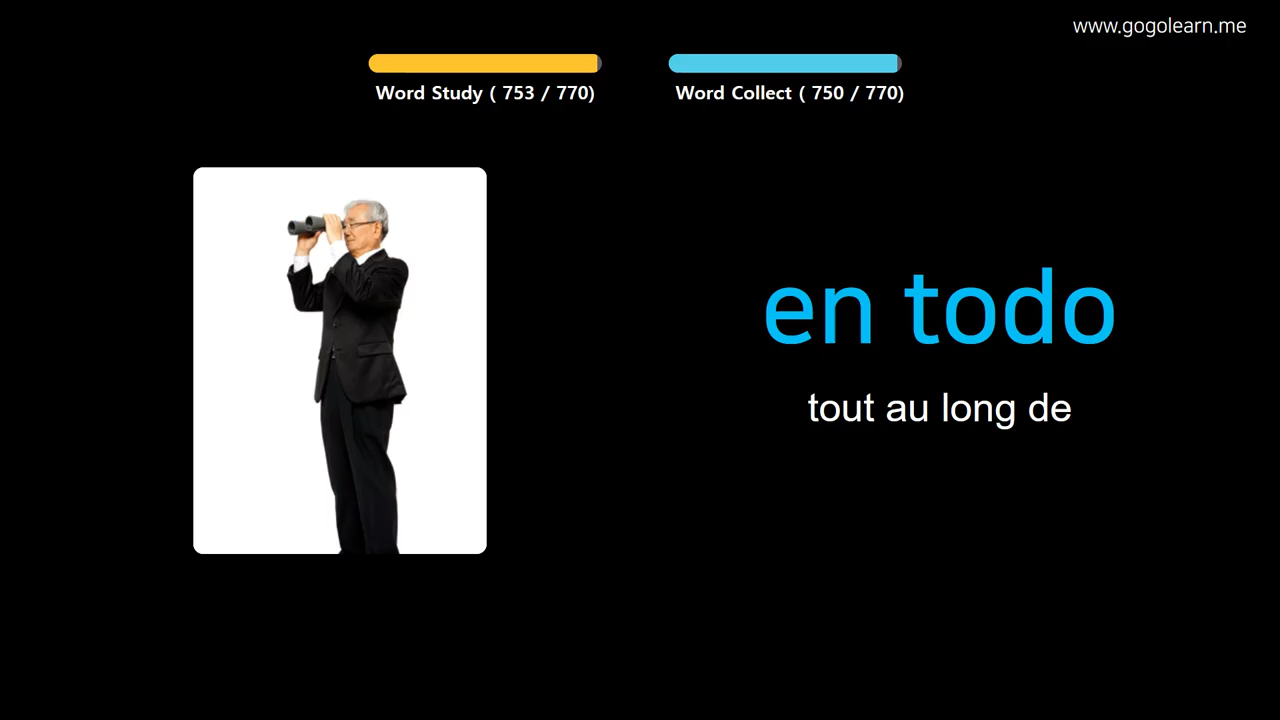 www.gogolearn.me
Word Study ( 753 / 770)
Word Collect ( 750 / 770)
en todo
tout au long de